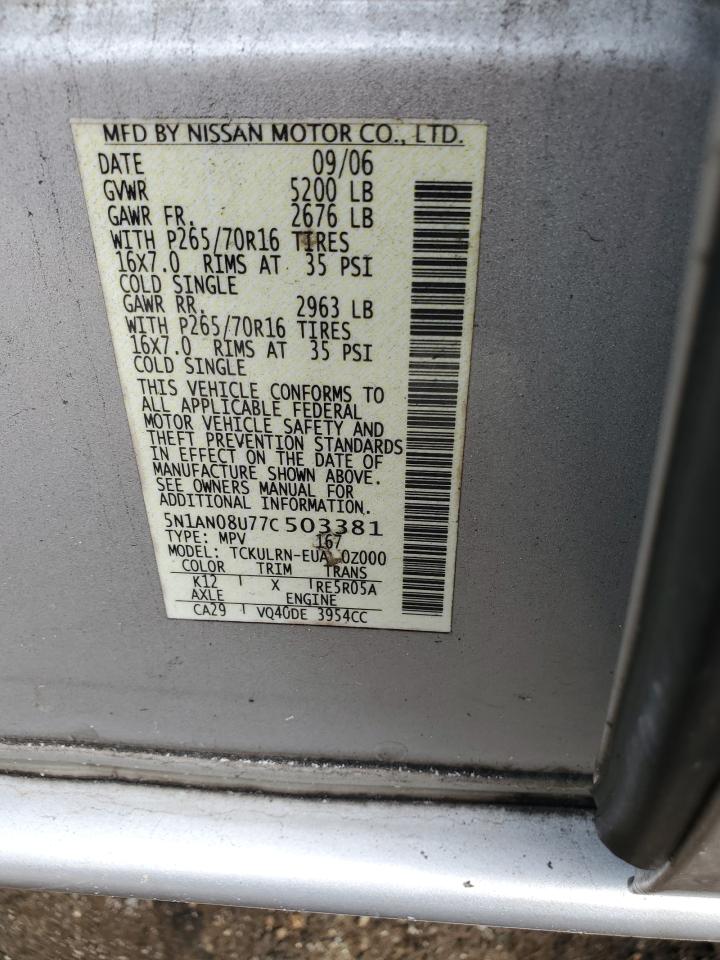 MFD BY NISSAN MOTOR CO., LTD.
DATE 09/06
GVWR 5200 LB
GAWR FR. 2676 LB
WITH P265/70R16 TIRES
16X7.0 RIMS AT 35 PSI
COLD SINGLE
GAWR RR. 2963 LB
WITH P265/70R16 TIRES
16X7.0 RIMS AT 35 PSI
COLD SINGLE
THIS VEHICLE CONFORMS TO
ALL APPLICABLE FEDERAL
MOTOR VEHICLE SAFETY AND
THEFT PREVENTION STANDARDS
IN EFFECT ON THE DATE OF
MANUFACTURE SHOWN ABOVE.
SEE OWNERS MANUAL FOR
ADDITIONAL INFORMATION.
5N1AN08U77C503381
TYPE: MPV 167
MODEL:
COLOR TRIM TRANS
K12 X RE5R05A
AXLE ENGINE
CA29 VQ40DE 3954CC